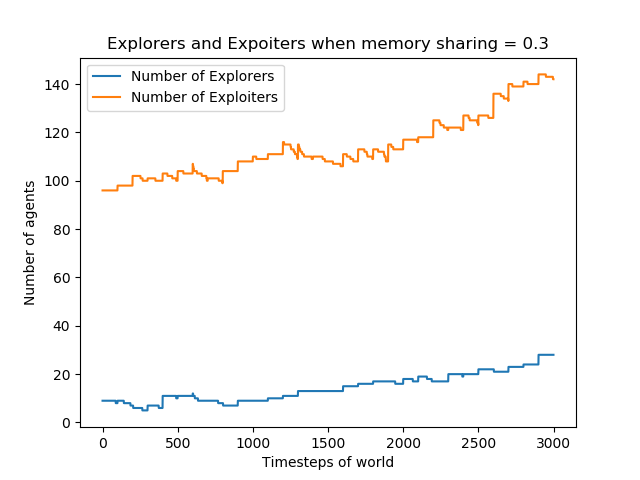 Explorers and Expoiters when memory sharing = 0.3
Number of Explorers
Number of Exploiters
140
120
100
80
60
40
20
0
Number of agents
0 500 1000 1500 2000 2500 3000
Timesteps of world